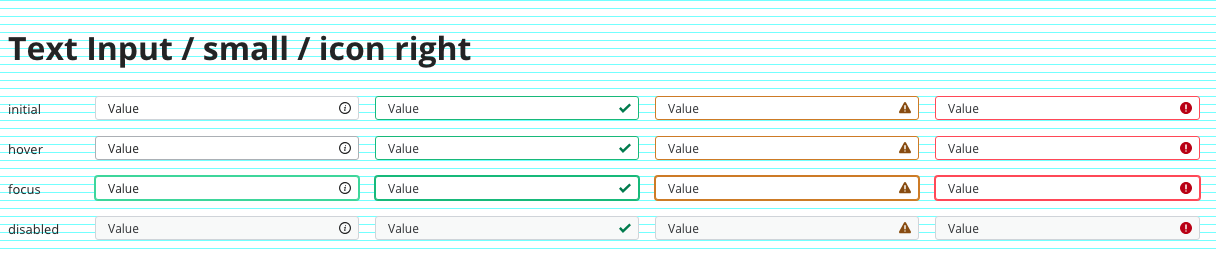 Text Input / small / icon right
initial Value Value Value Value
hover Value Value Value Value
focus Value Value Value Value
disabled Value Value Value Value